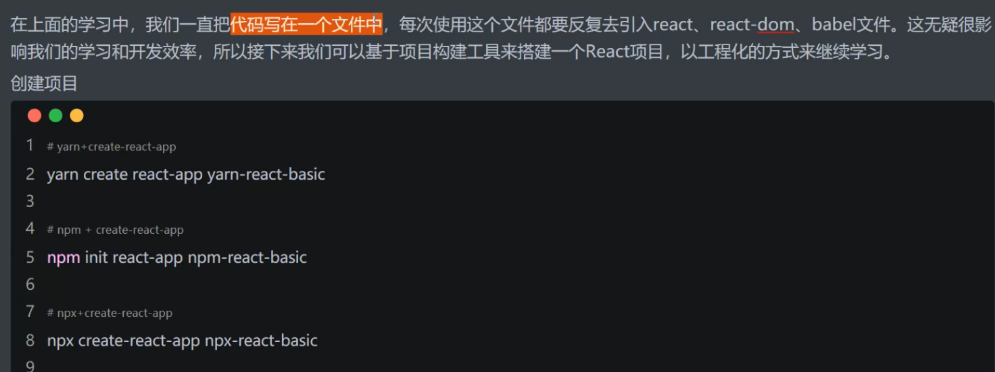 在上面的学习中，我们一直把代码写在一个文件中，每次使用这个文件都要反复去引入react、react-dom、babel文件。这无疑很影
响我们的学习和开发效率，所以接下来我们可以基于项目构建工具来搭建一个React项目，以工程化的方式来继续学习。
创建项目
1 # yarn+create-react-app
2 yarn create react-app yarn-react-basic
3
4 # npm + create-react-app
5 npm init react-app npm-react-basic
6
7 # npx+create-react-app
8 npx create-react-app npx-react-basic
9